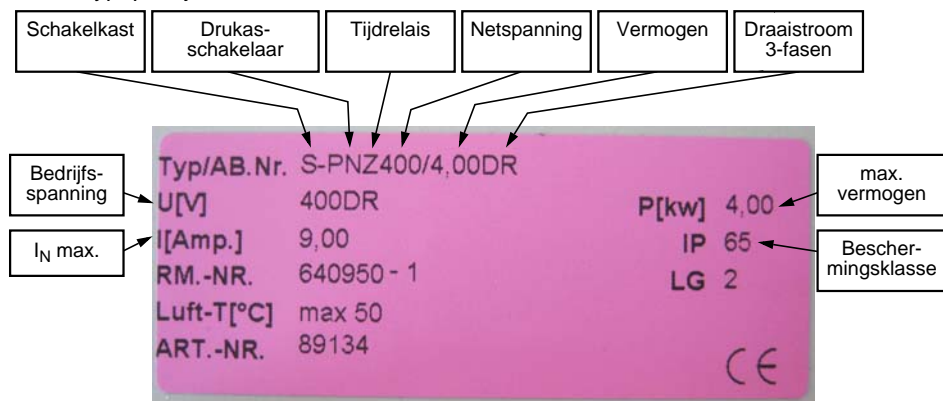 Schakelkast
Drukas-
schakelaar
Tijdrelais
Netspanning
Vermogen
Draaistroom
3-fasen
Bedrijfs-
spanning
IN max.
max.
vermogen
Bescher-
mingsklasse
Typ/AB.Nr. S-PNZ400/4,00DR
U[V] 400DR P[kw] 4,00
I[Amp.] 9,00 IP 65
RM.-NR. 640950 - 1 LG 2
Luft-T[°C] max 50
ART.-NR. 89134
CE